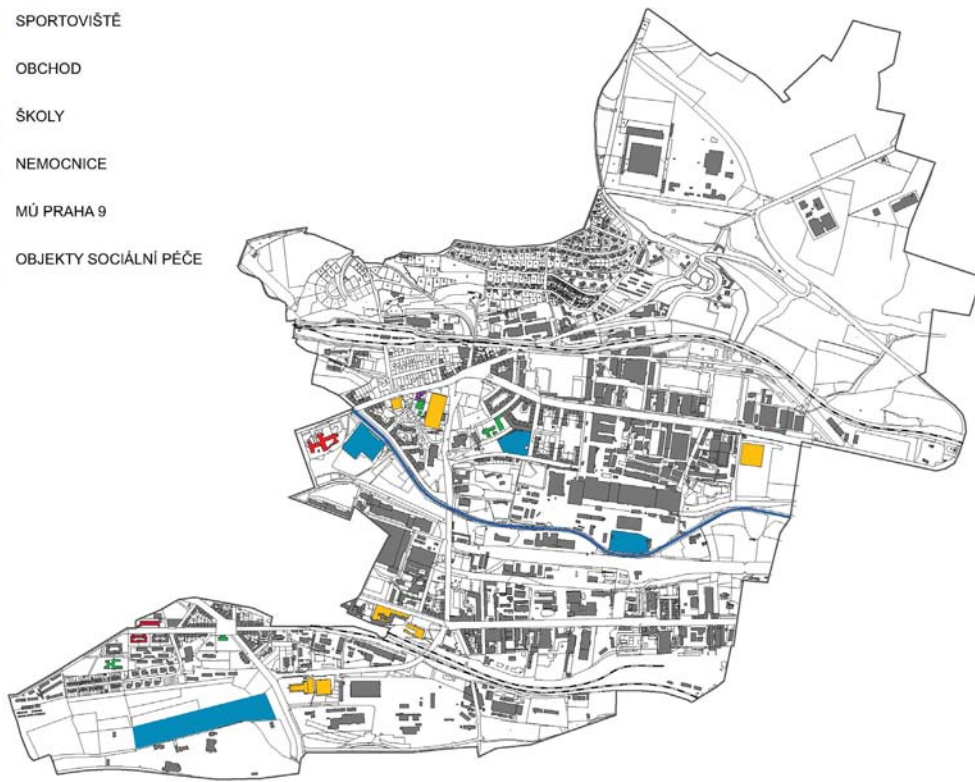 SPORTOVIŠTĚ
OBCHOD
ŠKOLY
NEMOCNICE
MÚ PRAHA 9
OBJEKTY SOCIÁLNÍ PÉČE